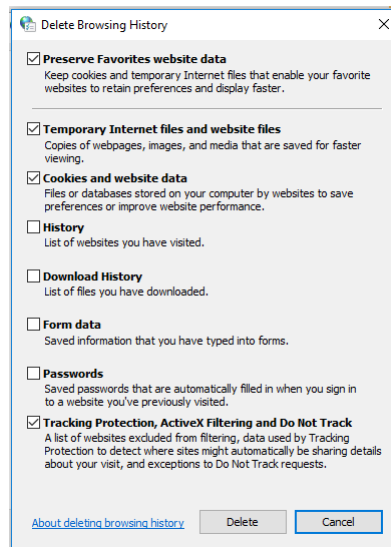 Delete Browsing History
Preserve Favorites website data
Keep cookies and temporary Internet files that enable your favorite
websites to retain preferences and display faster.
Temporary Internet files and website files
Copies of webpages, images, and media that are saved for faster
viewing.
Cookies and website data
Files or databases stored on your computer by websites to save
preferences or improve website performance.
History
List of websites you have visited.
Download History
List of files you have downloaded.
Form data
Saved information that you have typed into forms.
Passwords
Saved passwords that are automatically filled in when you sign in
to a website you've previously visited.
Tracking Protection, ActiveX Filtering and Do Not Track
A list of websites excluded from filtering, data used by Tracking
Protection to detect where sites might automatically be sharing details
about your visit, and exceptions to Do Not Track requests.
About deleting browsing history Delete Cancel